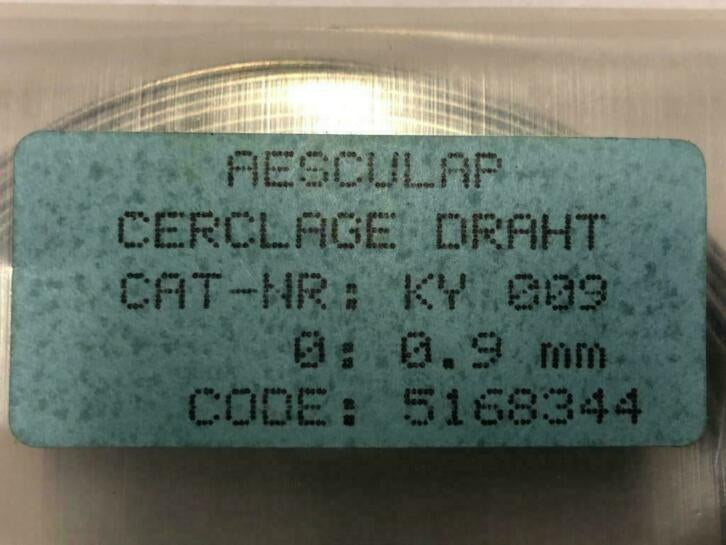 AESCULAP
CERCLAGE DRAHT
CAT-NR: KY 009
0: 0.9 mm
CODE: 5168344